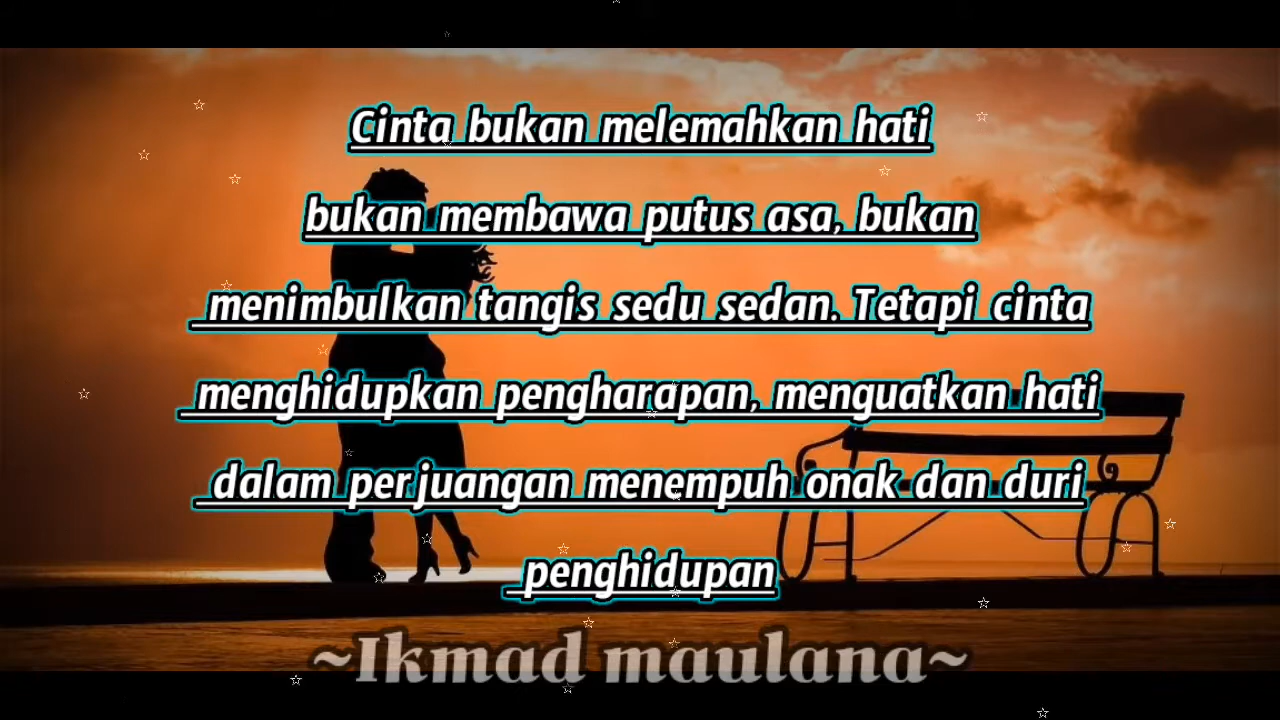 Cinta bukan melemahkan hati
bukan membawa putus asa, bukan
menimbulkan tangis sedu sedan. Tetapi cinta
menghidupkan pengharapan, menguatkan hati
dalam perjuangan menempuh onak dan duri
penghidupan
~Ikmad maulana~